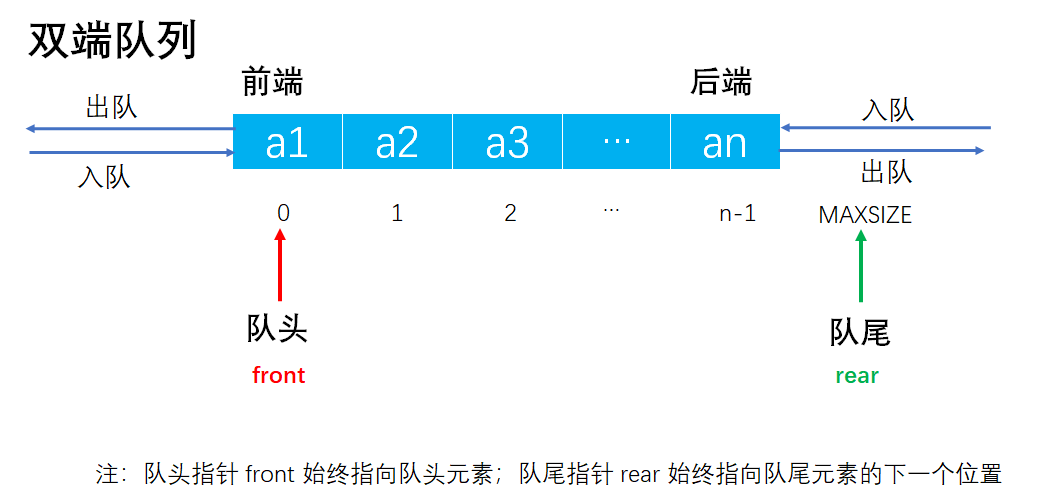 双端队列
前端 后端
出队 入队
a1 a2 a3 ... an
入队 出队
0 1 2 ... n-1 MAXSIZE
队头 队尾
front rear
注：队头指针 front 始终指向队头元素；队尾指针 rear 始终指向队尾元素的下一个位置